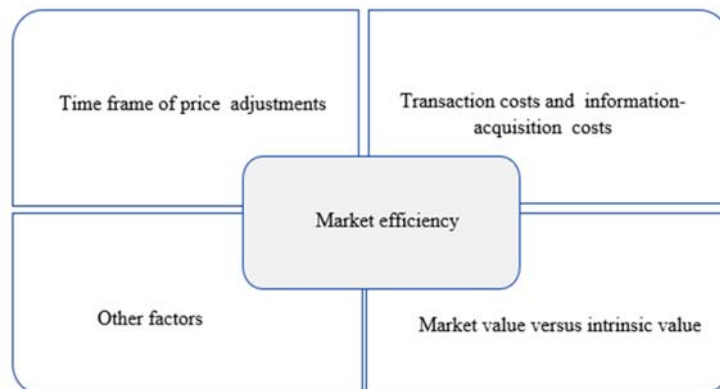 Time frame of price adjustments
Transaction costs and information-
acquisition costs
Market efficiency
Other factors
Market value versus intrinsic value